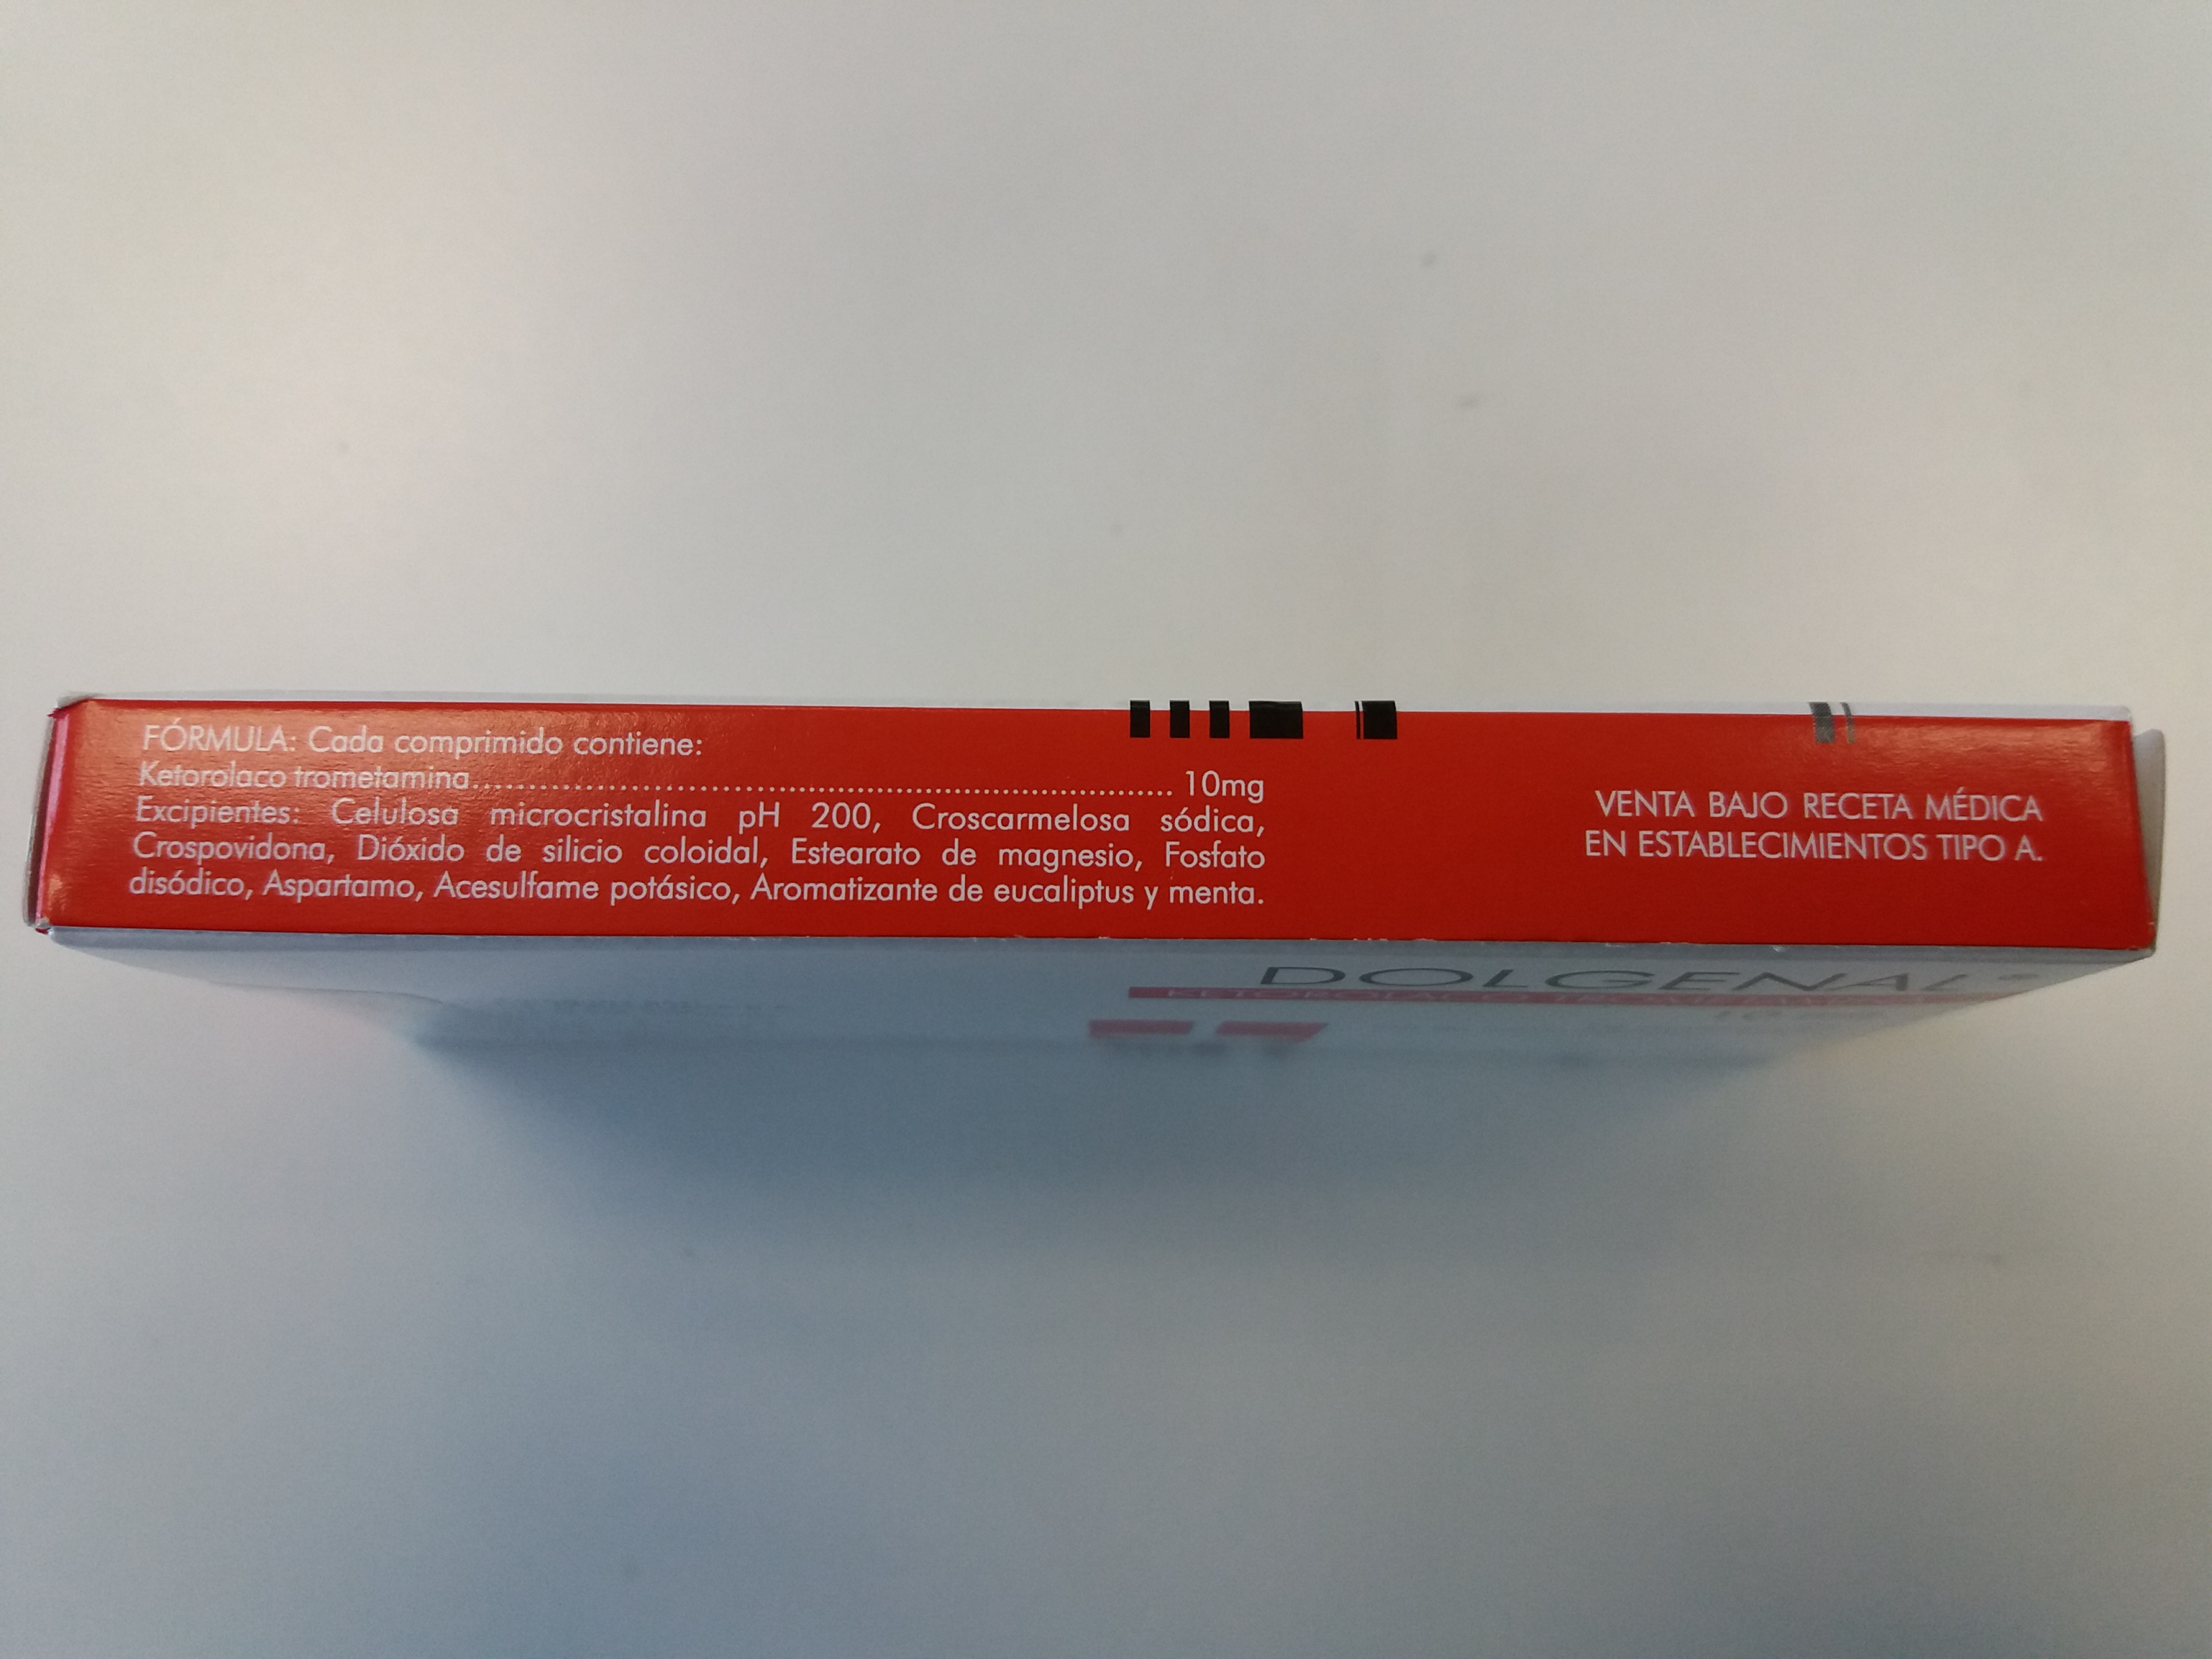 FÓRMULA: Cada comprimido contiene:
Ketorolaco trometamina........................................................................ 10mg
Excipientes: Celulosa microcristalina pH 200, Croscarmelosa sódica,
Crospovidona, Dióxido de silicio coloidal, Estearato de magnesio, Fosfato
disódico, Aspartamo, Acesulfame potásico, Aromatizante de eucaliptus y menta.
VENTA BAJO RECETA MÉDICA
EN ESTABLECIMIENTOS TIPO A.
DOLGENAL®
KETOROLACO TROMETAMINA